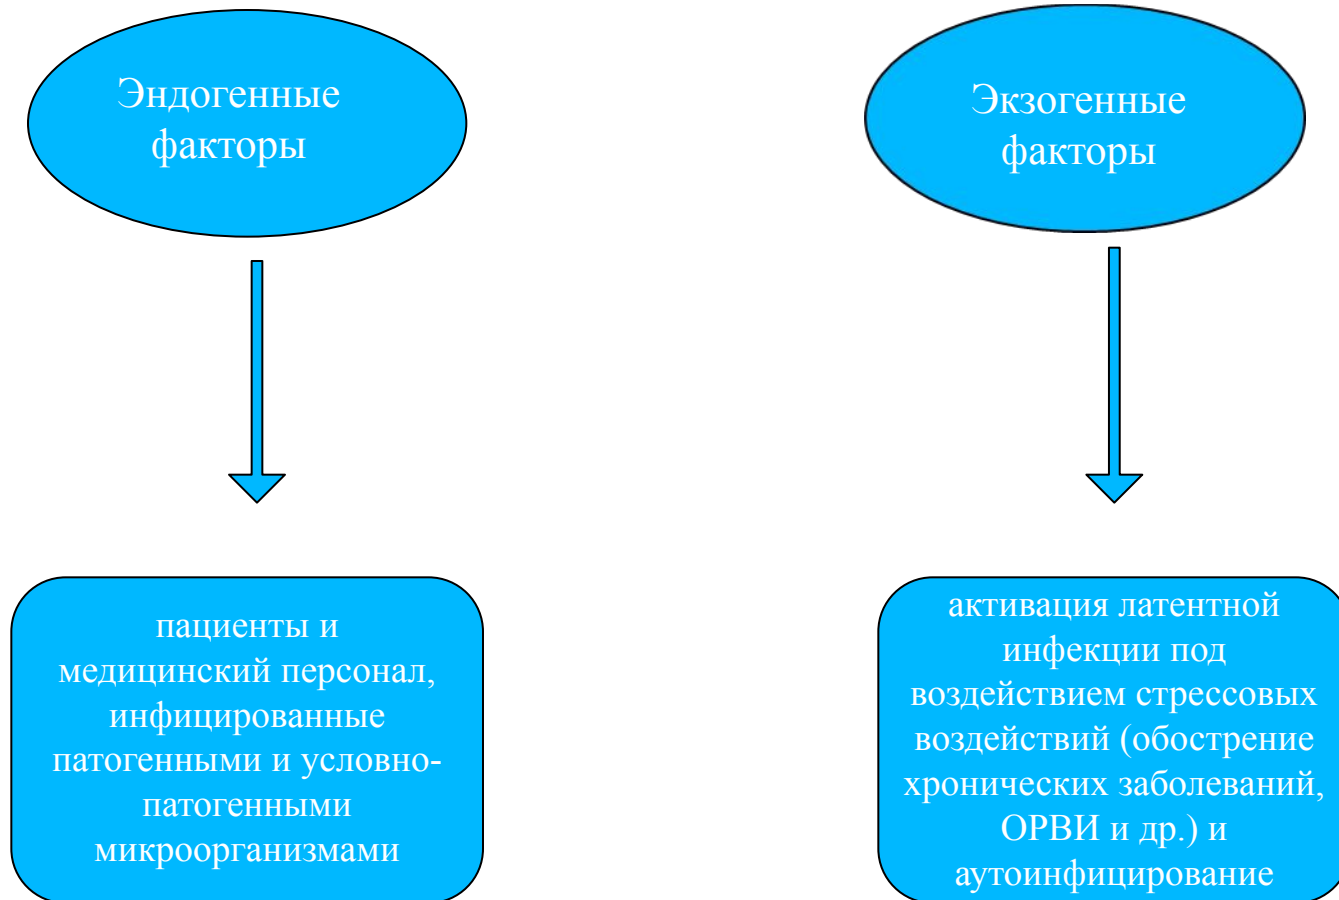 Эндогенные
факторы
Экзогенные
факторы
пациенты и
медицинский персонал,
инфицированные
патогенными и условно-
патогенными
микроорганизмами
активация латентной
инфекции под
воздействием стрессовых
воздействий (обострение
хронических заболеваний,
ОРВИ и др.) и
аутоинфицирование